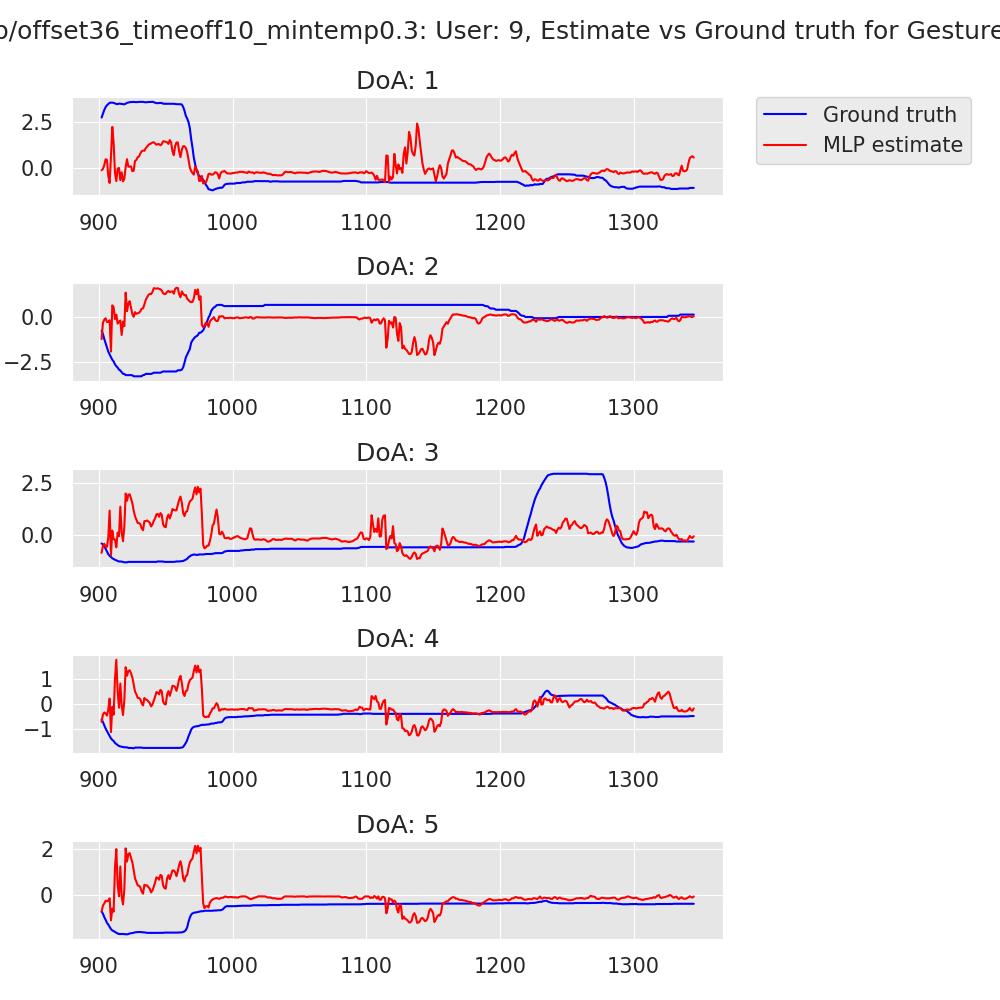 offset36_timeoff10_mintemp0.3: User: 9, Estimate vs Ground truth for Gesture
DoA: 1
Ground truth
MLP estimate
2.5
0.0
900 1000 1100 1200 1300
DoA: 2
0.0
−2.5
900 1000 1100 1200 1300
DoA: 3
2.5
0.0
900 1000 1100 1200 1300
DoA: 4
1
0
−1
900 1000 1100 1200 1300
DoA: 5
2
0
900 1000 1100 1200 1300